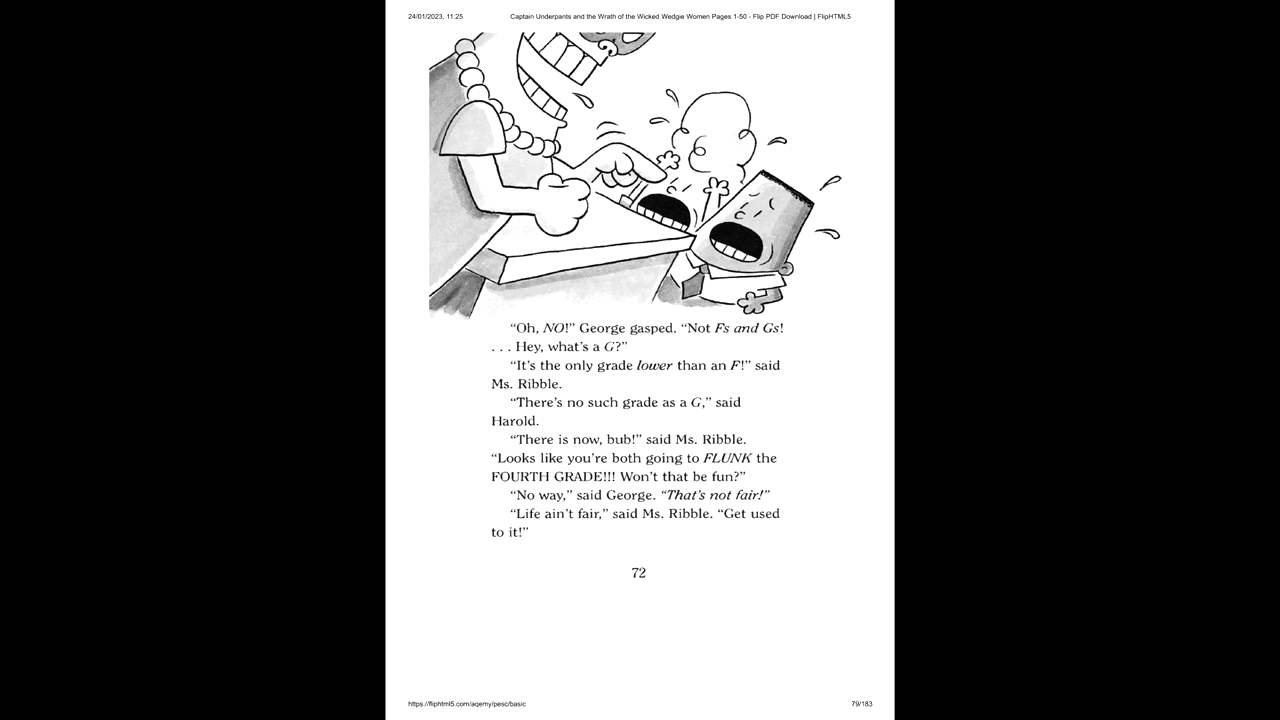 24/01/2023, 11:25
Captain Underpants and the Wrath of the Wicked Wedgie Women Pages 1-50 - Flip PDF Download | FlipHTML5
“Oh, NO!” George gasped. “Not Fs and Gs!
. . . Hey, what’s a G?”
“It’s the only grade lower than an F!” said
Ms. Ribble.
“There’s no such grade as a G,” said
Harold.
“There is now, bub!” said Ms. Ribble.
“Looks like you’re both going to FLUNK the
FOURTH GRADE!!! Won’t that be fun?”
“No way,” said George. “That’s not fair!”
“Life ain’t fair,” said Ms. Ribble. “Get used
to it!”
72
https://fliphtml5.com/aqemy/pesc/basic
79/183